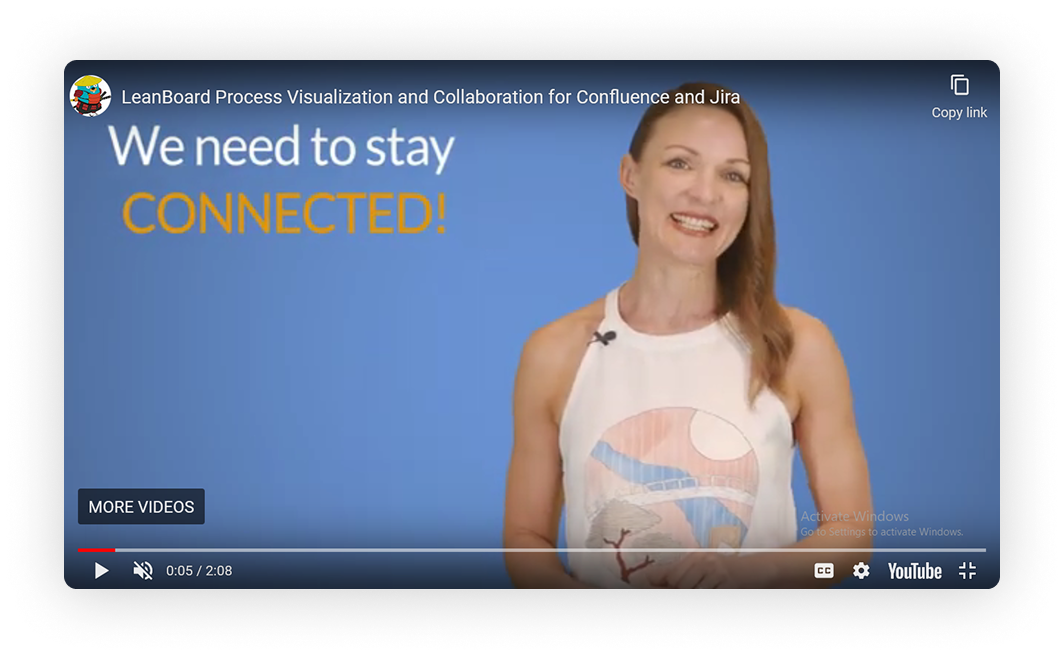 LeanBoard Process Visualization and Collaboration for Confluence and Jira
Copy link
We need to stay
CONNECTED!
MORE VIDEOS
Activate Windows
Go to Settings to activate Windows.
0:05 / 2:08
CC
YouTube